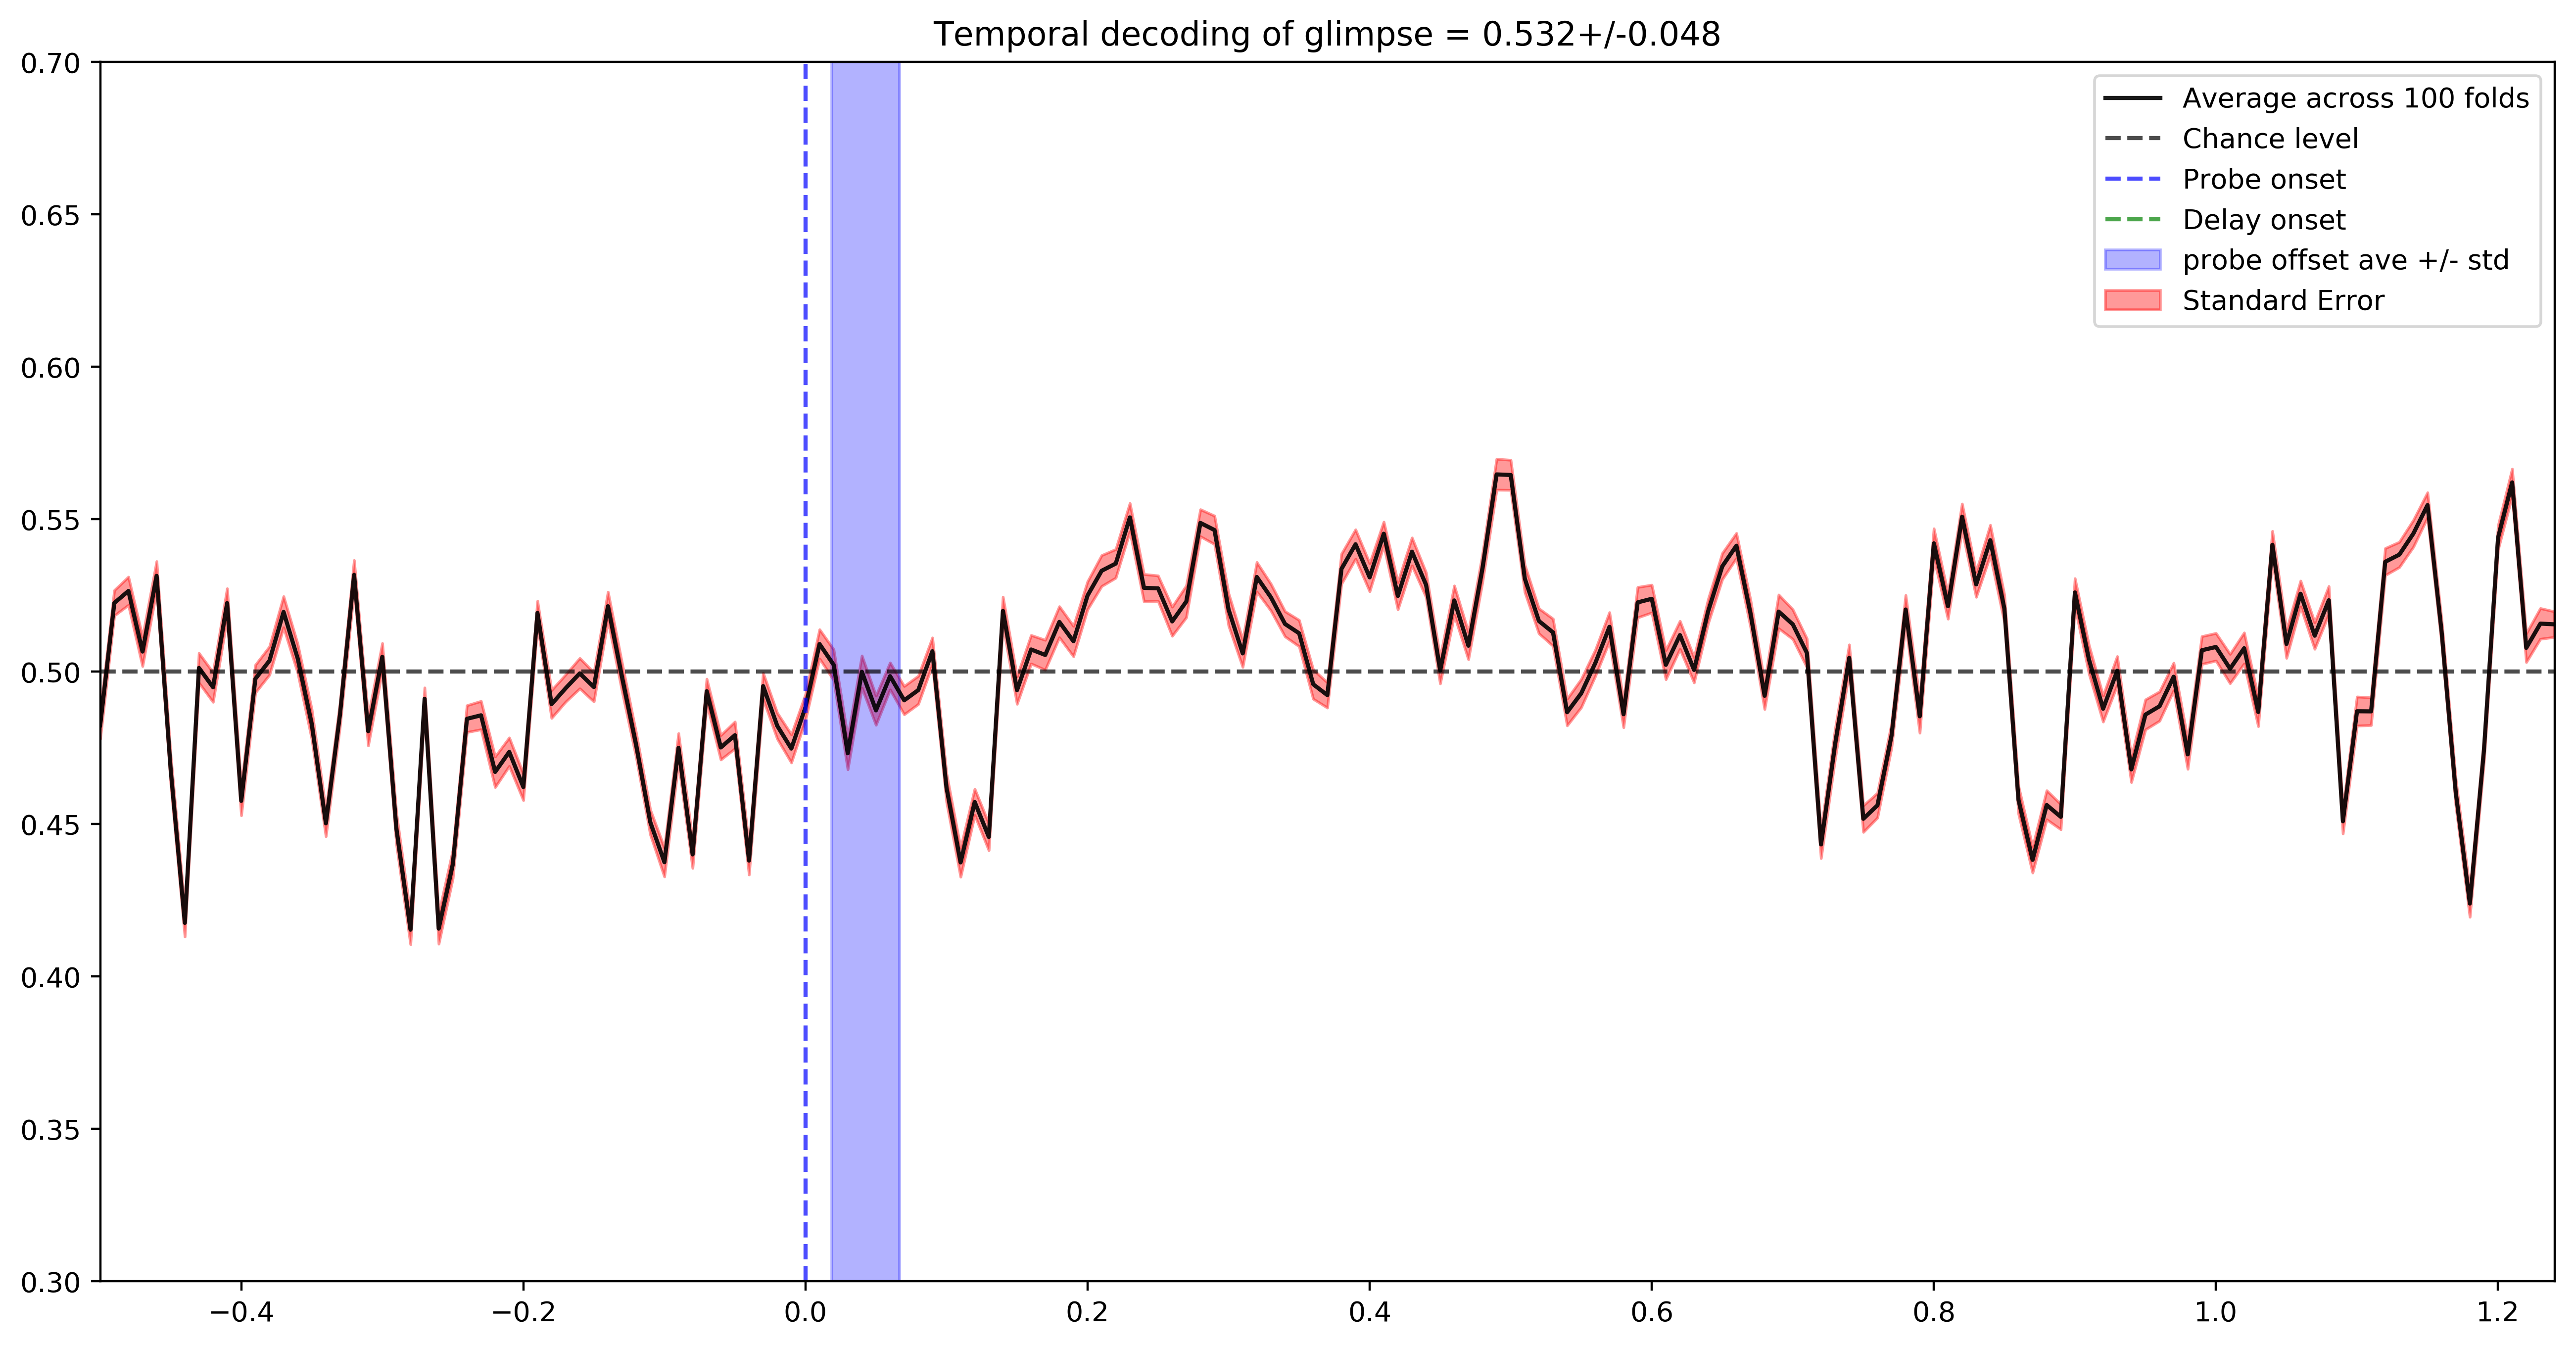 Temporal decoding of glimpse = 0.532+/-0.048
0.70
0.65
0.60
0.55
0.50
0.45
0.40
0.35
0.30
−0.4
−0.2
0.0
0.2
0.4
0.6
0.8
1.0
1.2
Average across 100 folds
Chance level
Probe onset
Delay onset
probe offset ave +/- std
Standard Error